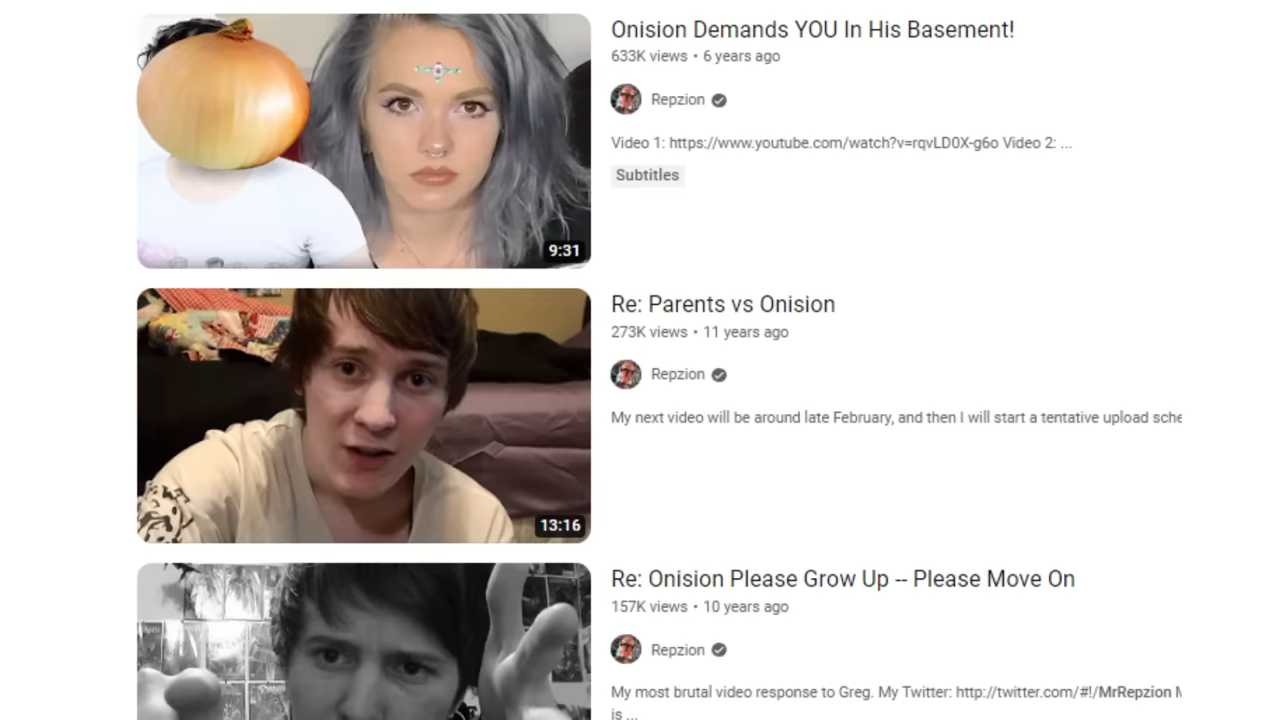 Onision Demands YOU In His Basement!
633K views • 6 years ago
Repzion
Video 1: https://www.youtube.com/watch?v=rqvLD0X-g6o Video 2: ...
Subtitles
9:31
Re: Parents vs Onision
273K views • 11 years ago
Repzion
My next video will be around late February, and then I will start a tentative upload sche
13:16
Re: Onision Please Grow Up -- Please Move On
157K views • 10 years ago
Repzion
My most brutal video response to Greg. My Twitter: http://twitter.com/#!/MrRepzion
is ...